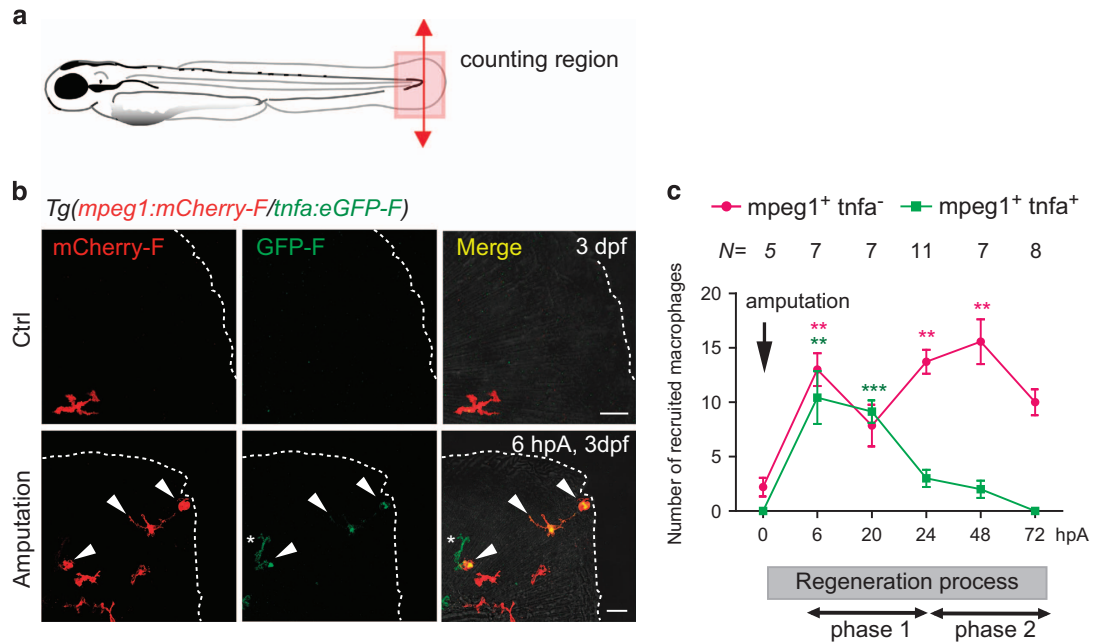 a
counting region
b
Tg(mpeg1:mCherry-F/tnfa:eGFP-F)
mCherry-F
GFP-F
Merge
3 dpf
Ctrl
6 hpA, 3dpf
Amputation
*
*
c
mpeg1+ tnfa-
mpeg1+ tnfa+
N= 5 7 7 11 7 8
amputation
Number of recruited macrophages
20
15
10
5
0
**
**
***
**
**
0 6 20 24 48 72 hpA
Regeneration process
phase 1
phase 2